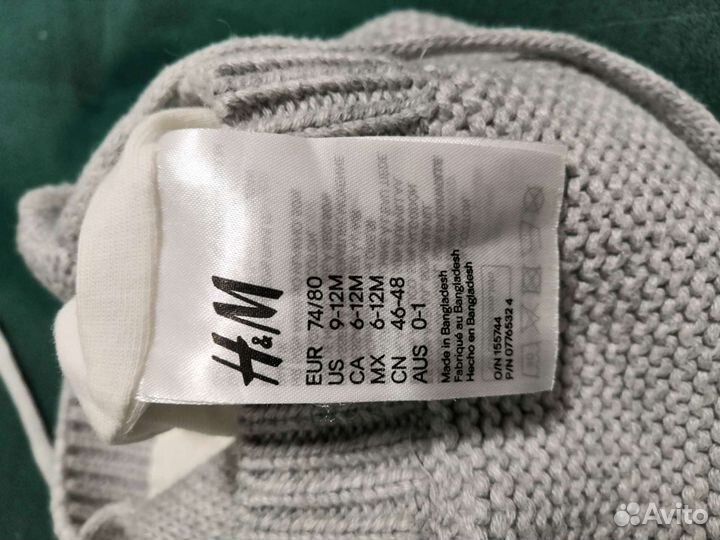 H&M
EUR 74/80
US 9-12M
CA 6-12M
MX 6-12M
CN 46-48
AUS 0-1
Made in Bangladesh
Fabriqué au Bangladesh
Hecho en Bangladesh
O/N 155744
P/N 0776532 4
Avito